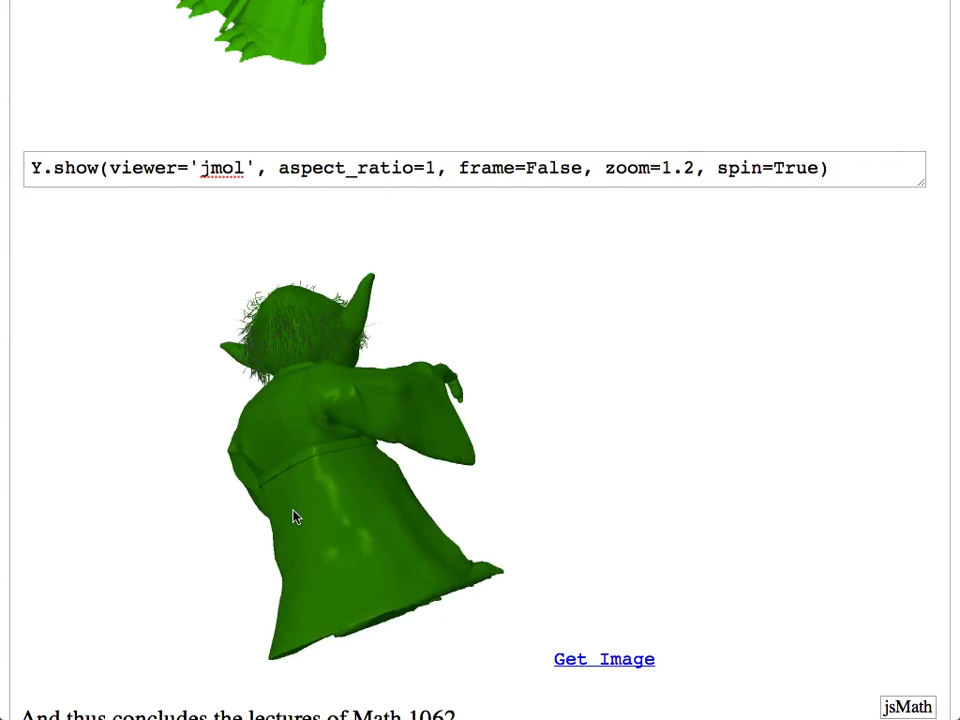 Y.show(viewer='jmol', aspect_ratio=1, frame=False, zoom=1.2, spin=True)
Get Image
jsMath
And thus concludes the lectures of Math 1062